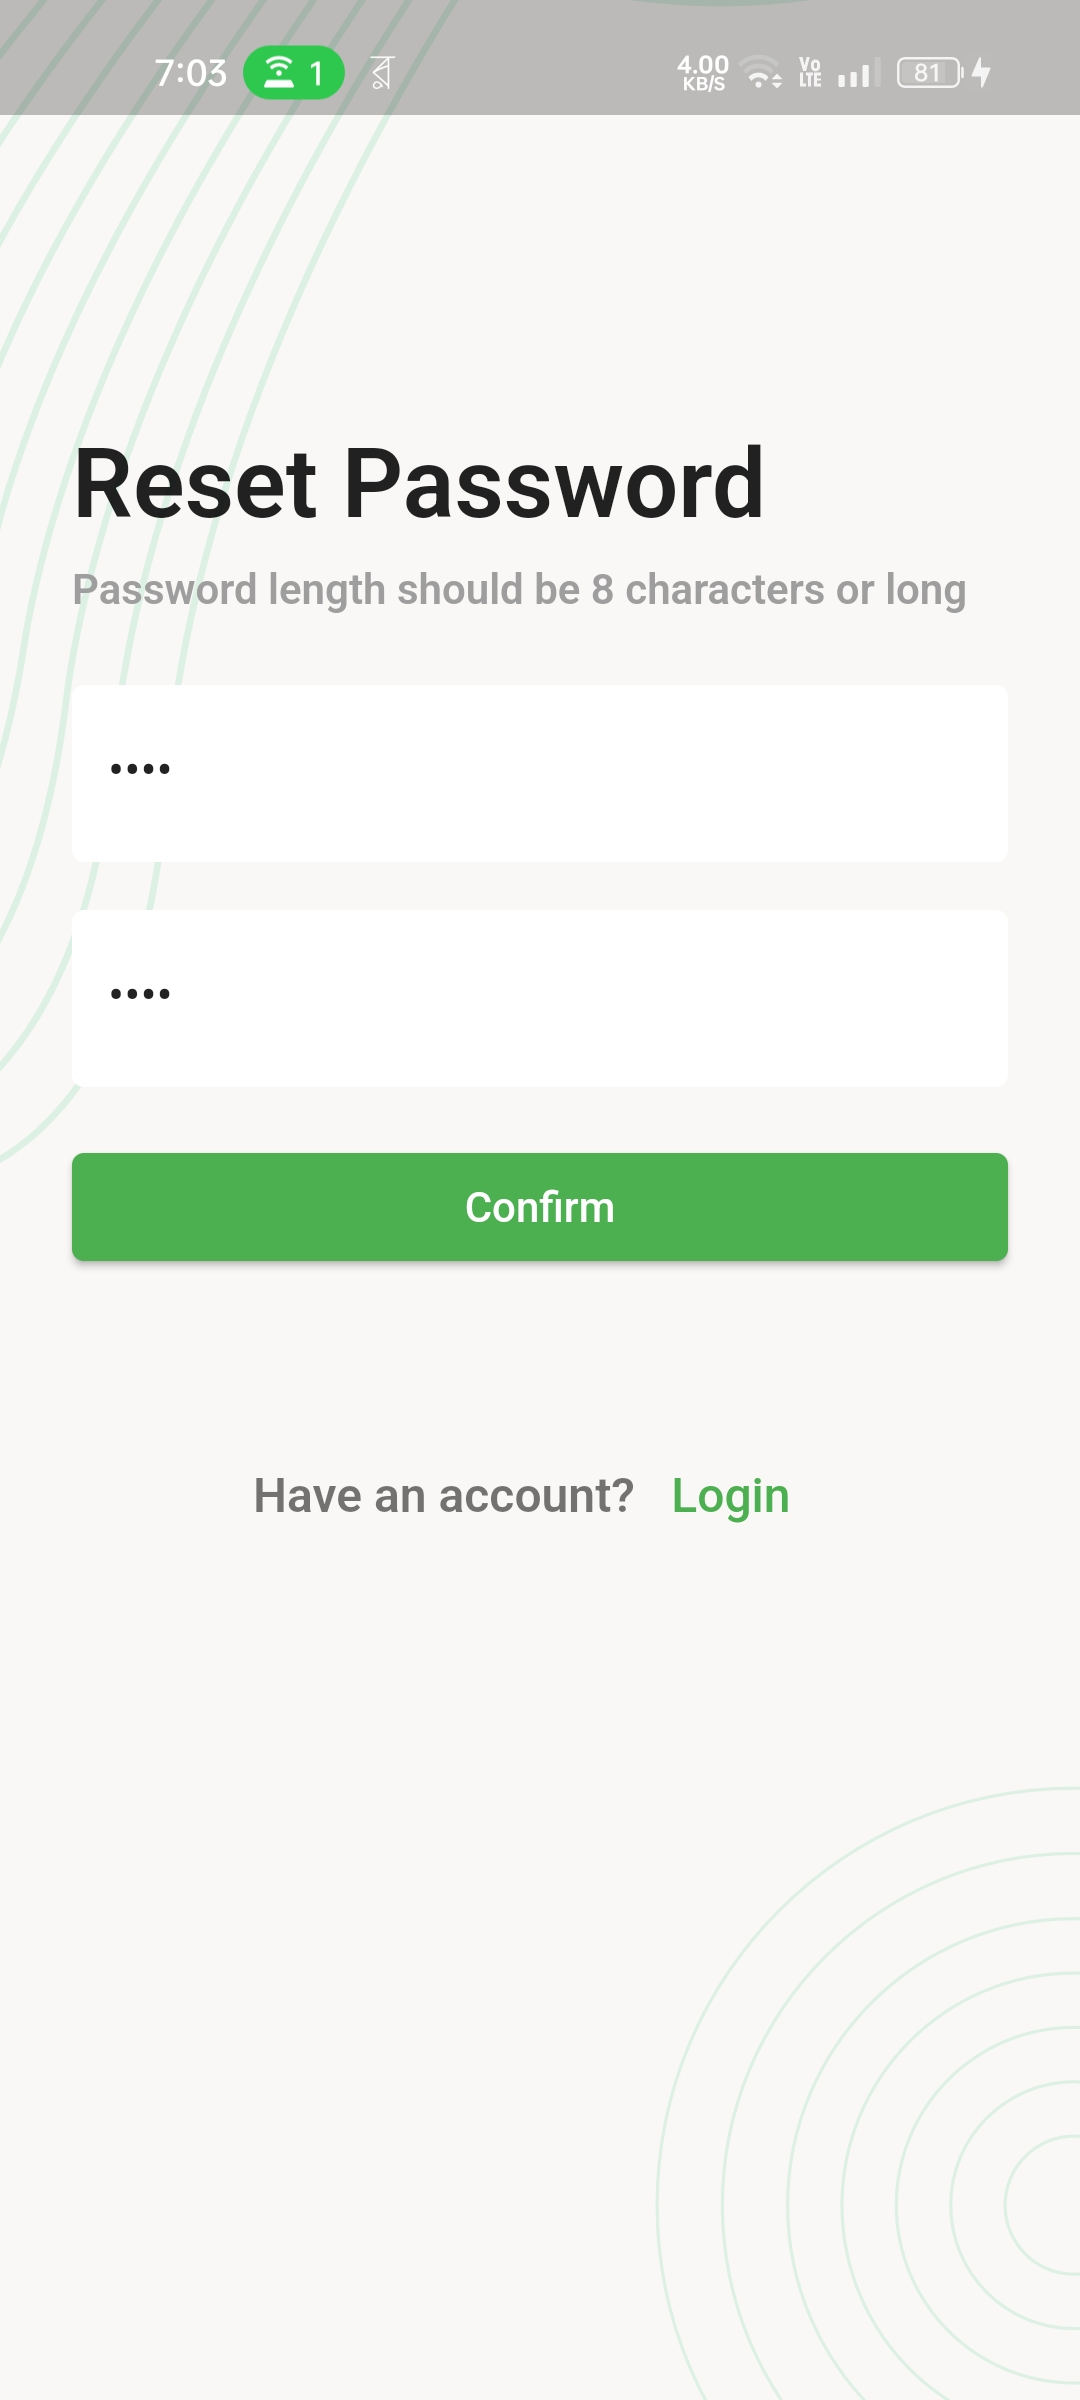 7:03 1 কু 4.00 KB/S Vo LTE 81
Reset Password
Password length should be 8 characters or long
••••
••••
Confirm
Have an account? Login